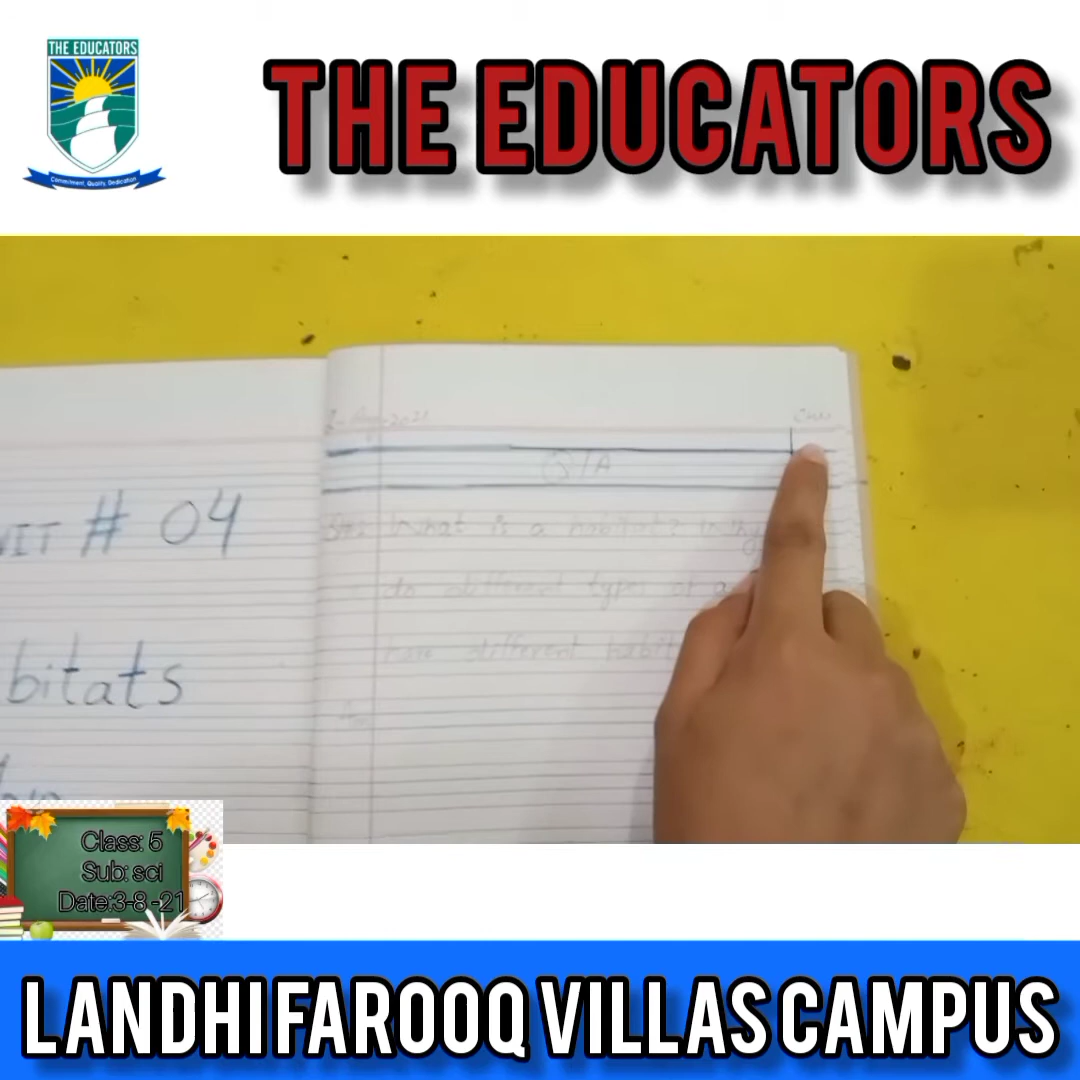 THE EDUCATORS
Commitment, Quality, Dedication
THE EDUCATORS
C.W
Q/A
# 04
What is a habitat? Why
do different types of a
have different habit
bitats
Ans
Class: 5
Sub: sci
Date:3-8-21
LANDHI FAROOQ VILLAS CAMPUS